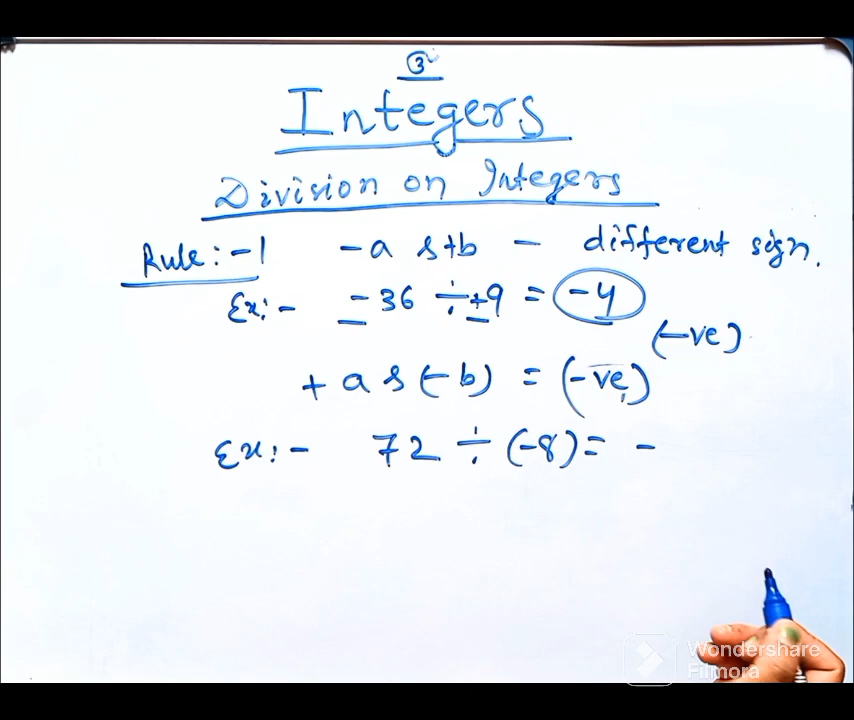 3
Integers
Division on Integers
Rule:-1 -a & +b - different sign.
Ex:- -36 ÷ +9 = -4
(-ve)
+a & (-b) = (-ve)
Ex:- 72 ÷ (-8) = -
Wondershare
Filmora